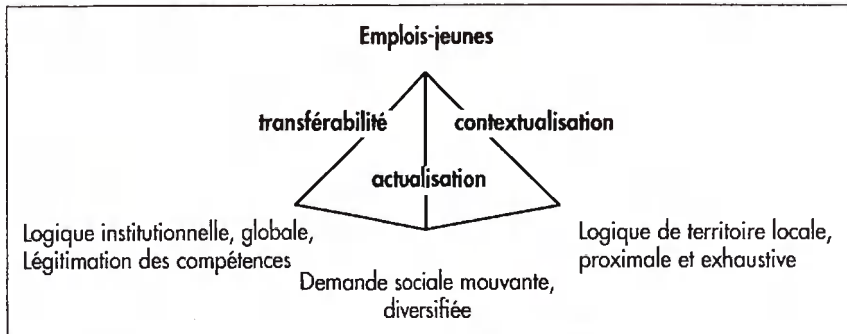 Emplois-jeunes
transférabilité
contextualisation
actualisation
Logique institutionnelle, globale,
Légitimation des compétences
Demande sociale mouvante,
diversifiée
Logique de territoire locale,
proximale et exhaustive